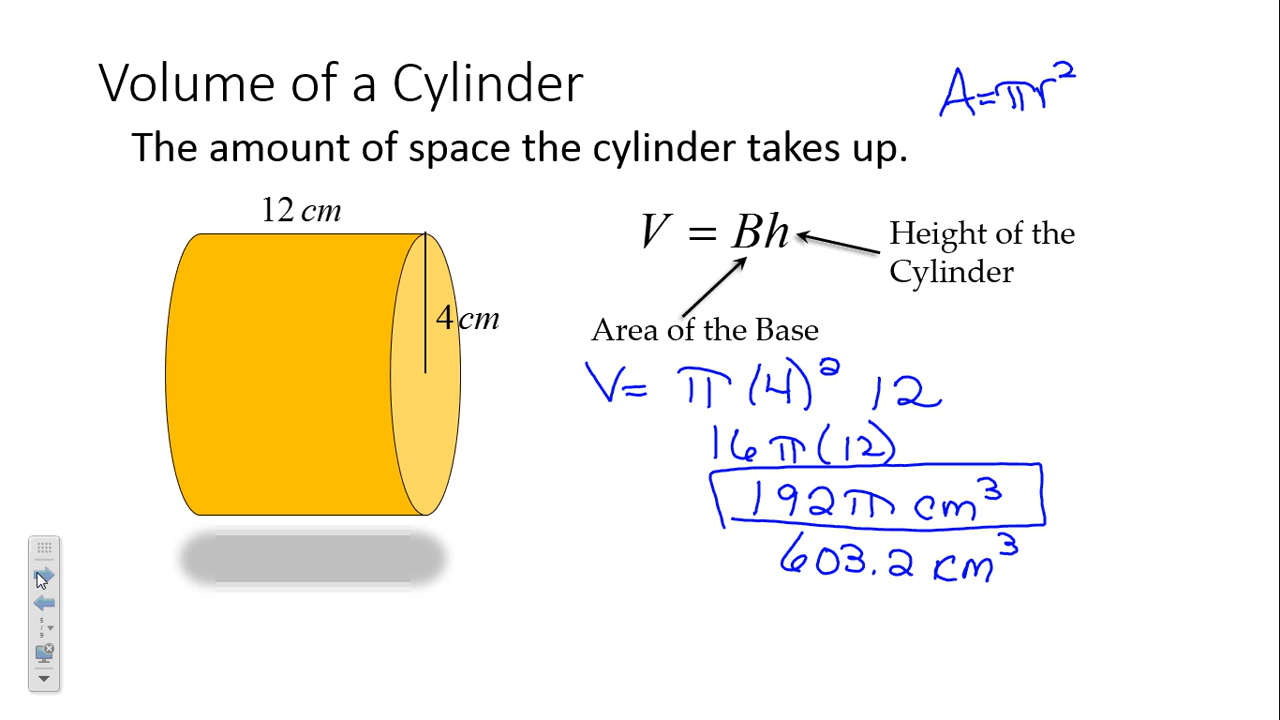 Volume of a Cylinder
A=πr²
The amount of space the cylinder takes up.
12 cm
4 cm
V = Bh
Height of the
Cylinder
Area of the Base
V= π(4)² 12
16π(12)
192π cm³
603.2 cm³